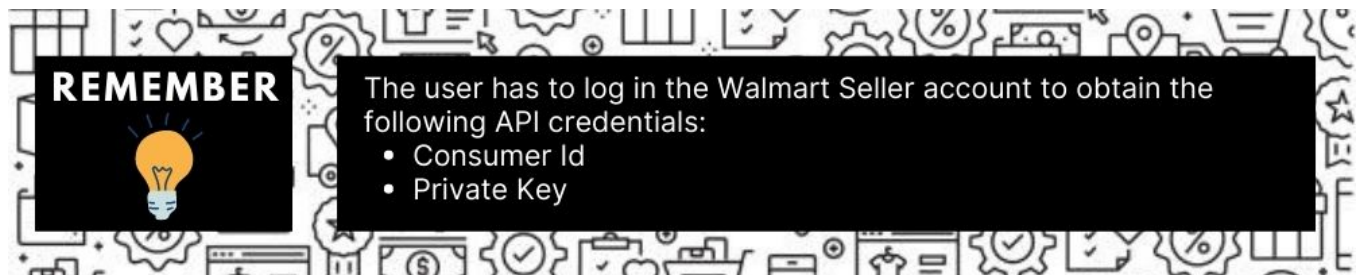 REMEMBER
The user has to log in the Walmart Seller account to obtain the
following API credentials:
• Consumer Id
• Private Key